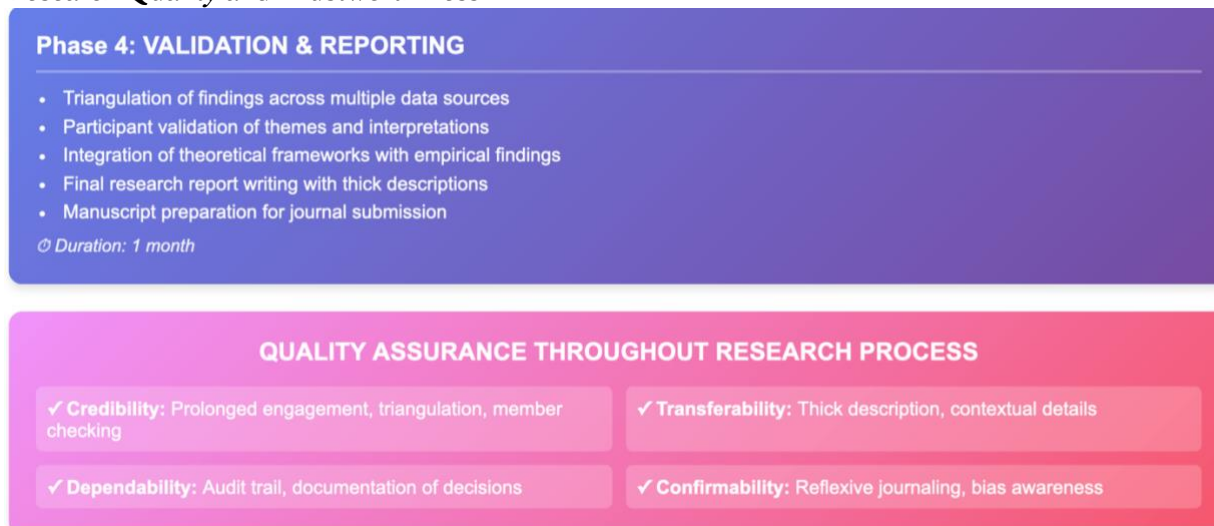 Phase 4: VALIDATION & REPORTING
• Triangulation of findings across multiple data sources
• Participant validation of themes and interpretations
• Integration of theoretical frameworks with empirical findings
• Final research report writing with thick descriptions
• Manuscript preparation for journal submission
⏱ Duration: 1 month
QUALITY ASSURANCE THROUGHOUT RESEARCH PROCESS
✓ Credibility: Prolonged engagement, triangulation, member
checking
✓ Transferability: Thick description, contextual details
✓ Dependability: Audit trail, documentation of decisions
✓ Confirmability: Reflexive journaling, bias awareness